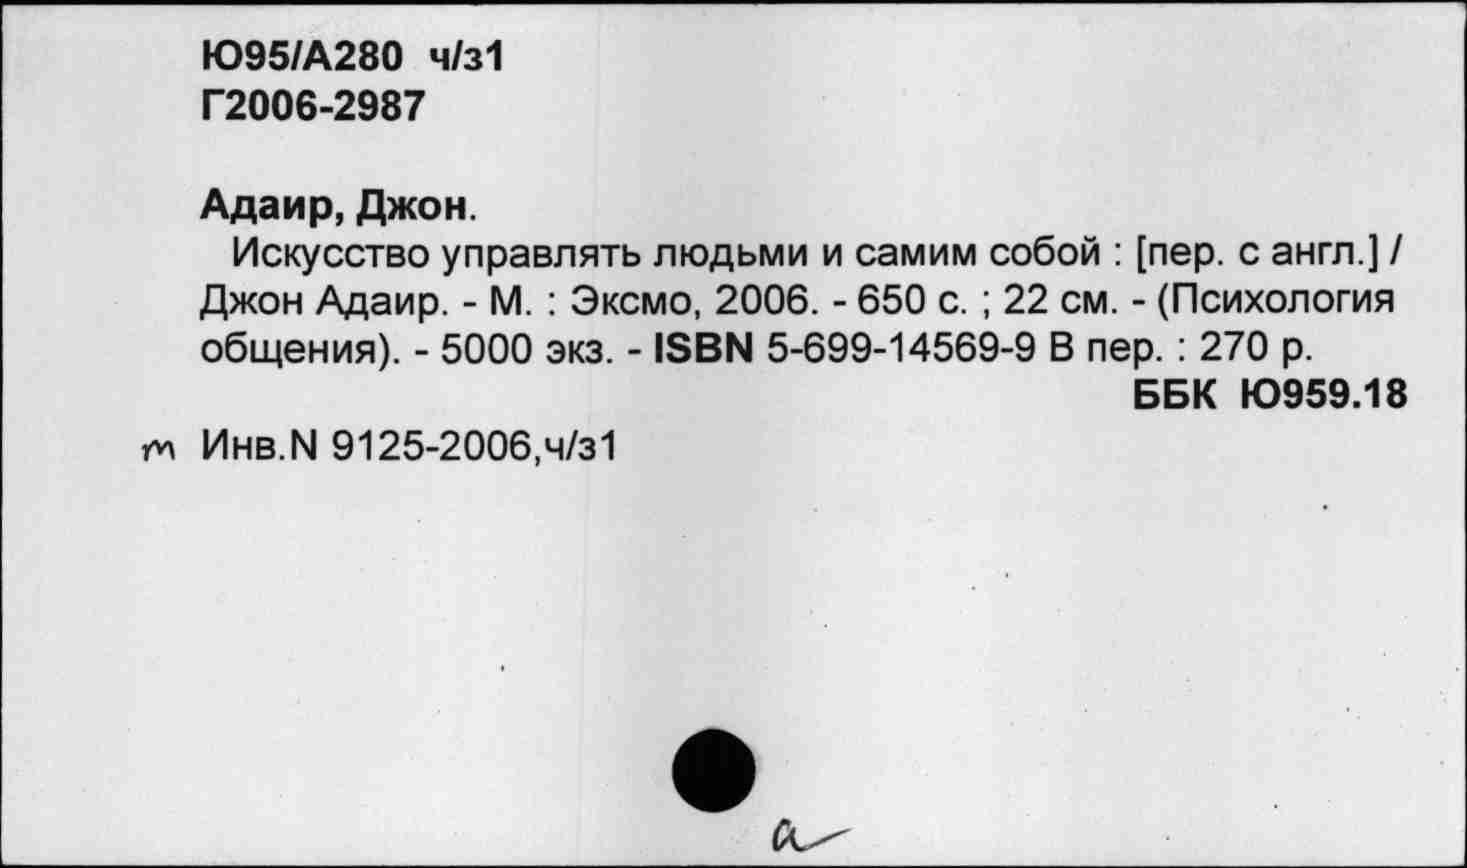 Ю95/А280 ч/з1
Г2006-2987
Адаир, Джон.
Искусство управлять людьми и самим собой : [пер. с англ.] /
Джон Адаир. - М. : Эксмо, 2006. - 650 с. ; 22 см. - (Психология
общения). - 5000 экз. - ISBN 5-699-14569-9 В пер. : 270 р.
ББК Ю959.18
т Инв.N 9125-2006,ч/з1
а